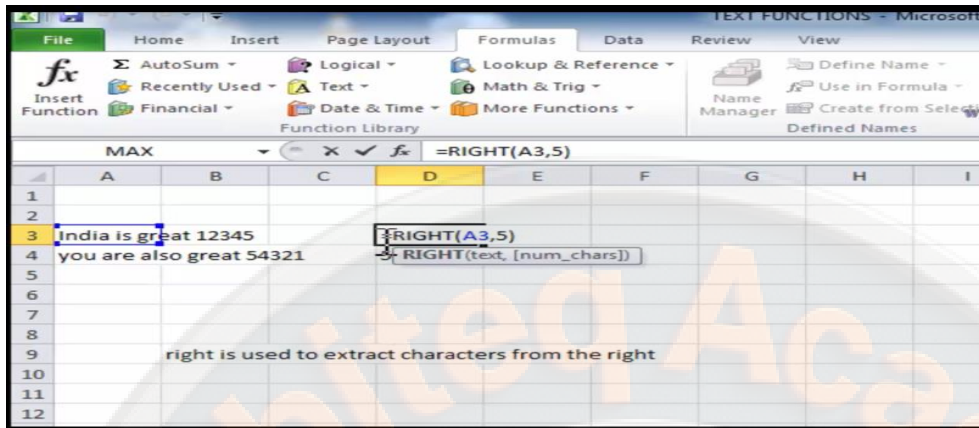 TEXT FUNCTIONS - Microsoft
File Home Insert Page Layout Formulas Data Review View
fx Insert Function
Σ AutoSum Logical Lookup & Reference Define Name
Recently Used Text Math & Trig Name Manager Use in Formula
Financial Date & Time More Functions Create from
Function Library Defined Names
MAX fx =RIGHT(A3,5)
A B C D E F G H I
1
2
3 India is great 12345 =RIGHT(A3,5)
4 you are also great 54321 RIGHT(text, [num_chars])
5
6
7
8
9 right is used to extract characters from the right
10
11
12